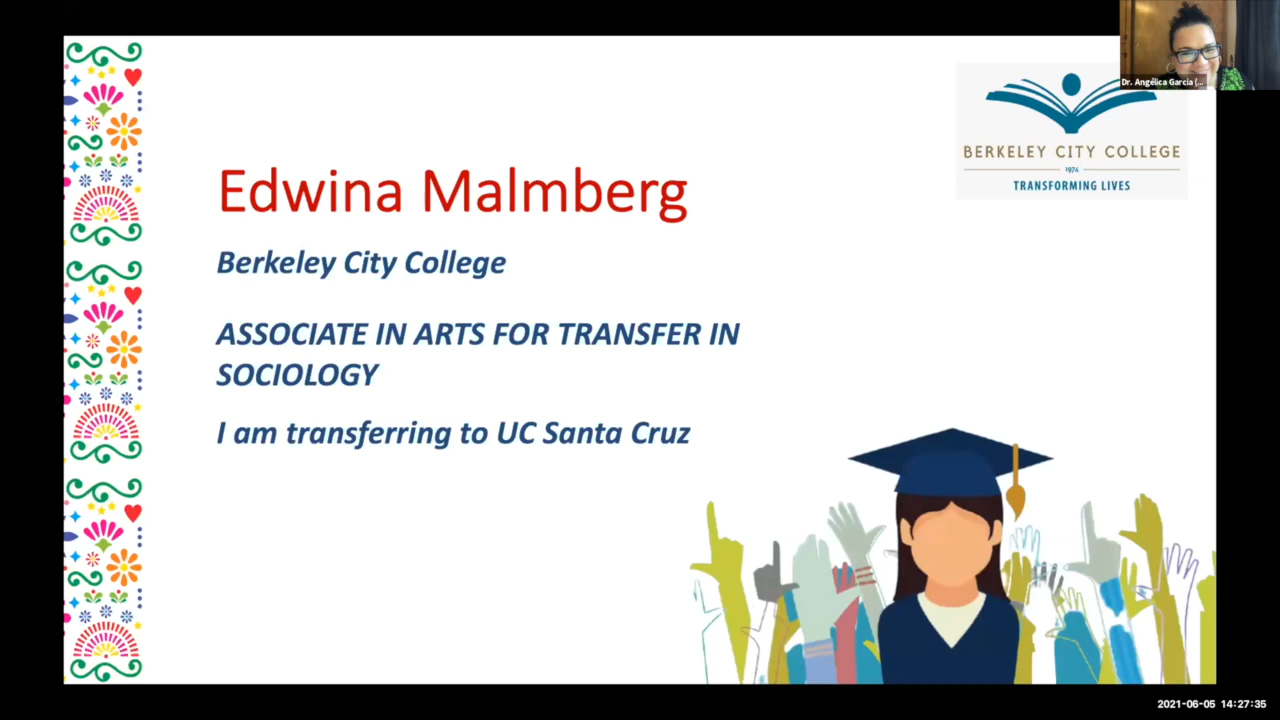 Dr. Angélica Garcia (...
BERKELEY CITY COLLEGE
1974
TRANSFORMING LIVES
Edwina Malmberg
Berkeley City College
ASSOCIATE IN ARTS FOR TRANSFER IN
SOCIOLOGY
I am transferring to UC Santa Cruz
2021-06-05 14:27:35